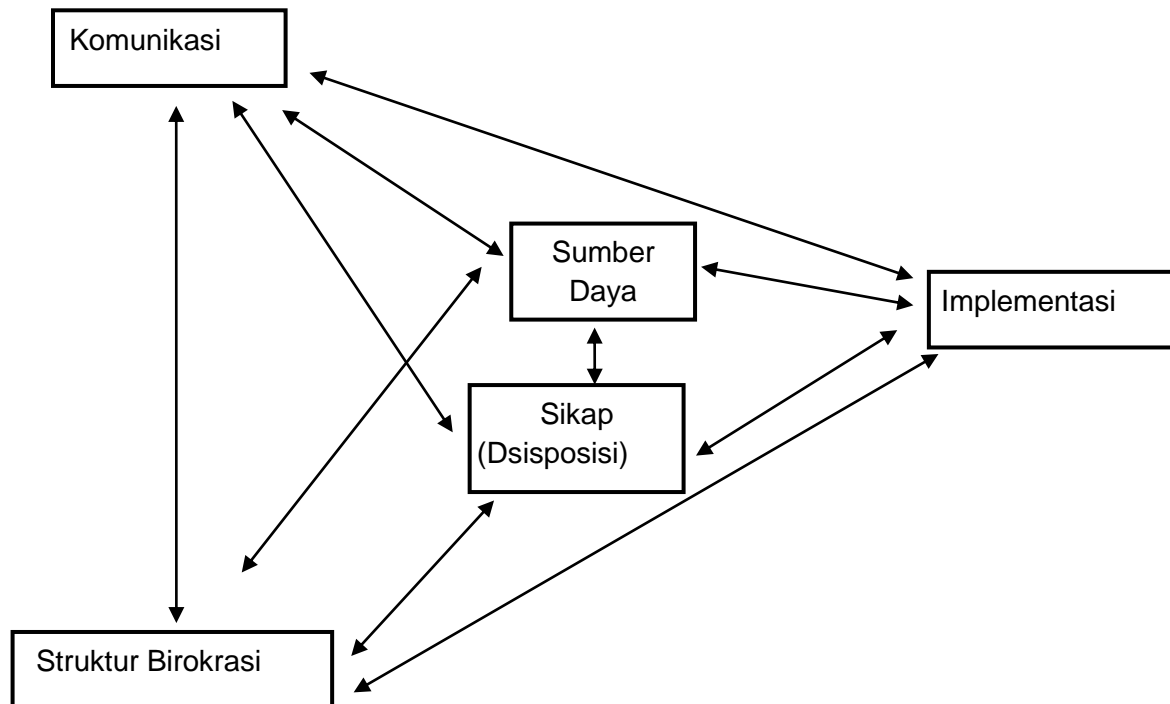 Komunikasi
Sumber
Daya
Implementasi
Sikap
(Dsisposisi)
Struktur Birokrasi